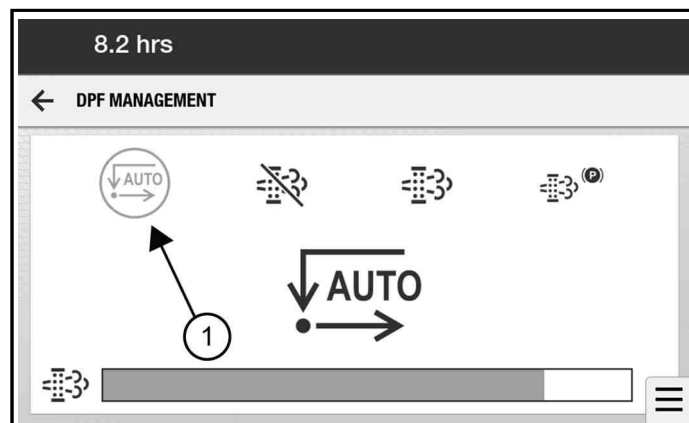 8.2 hrs
DPF MANAGEMENT
AUTO
(P)
AUTO
1